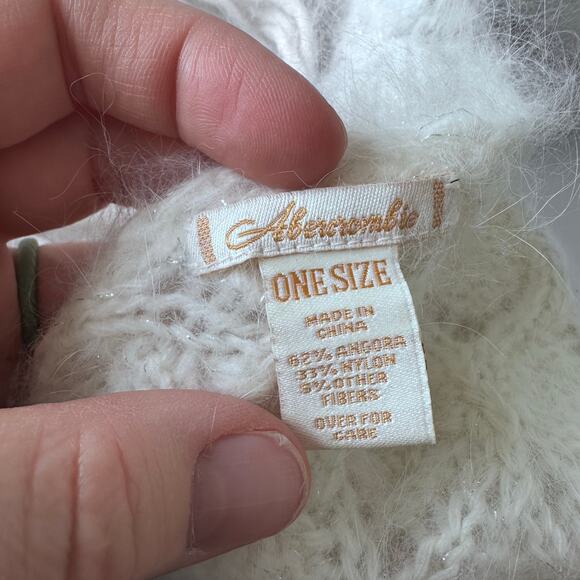 Abercrombie
ONE SIZE
MADE IN
CHINA
62% ANGORA
33% NYLON
5% OTHER
FIBERS
OVER FOR
CARE